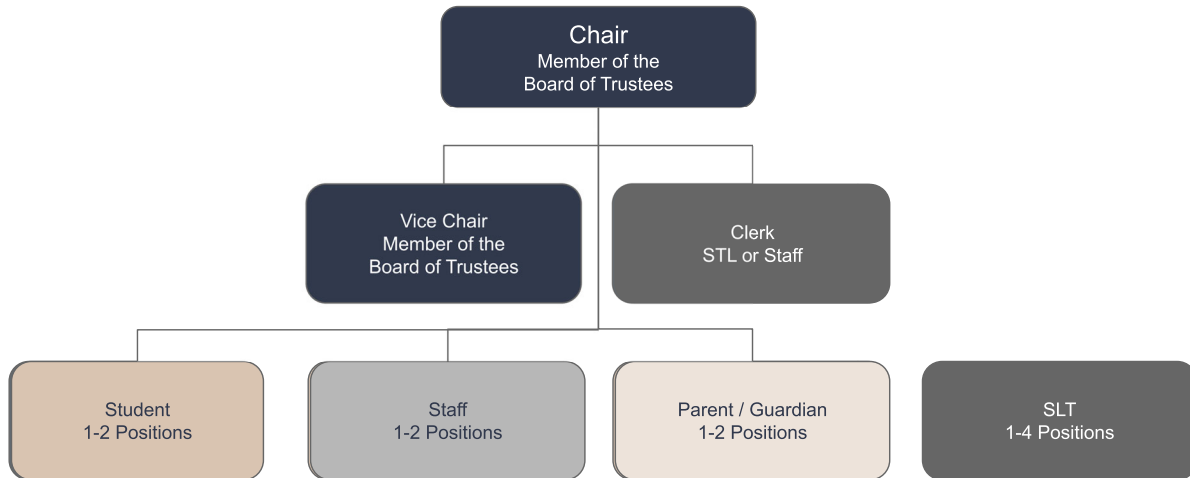 Chair
Member of the
Board of Trustees
Vice Chair
Member of the
Board of Trustees
Clerk
STL or Staff
Student
1-2 Positions
Staff
1-2 Positions
Parent / Guardian
1-2 Positions
SLT
1-4 Positions